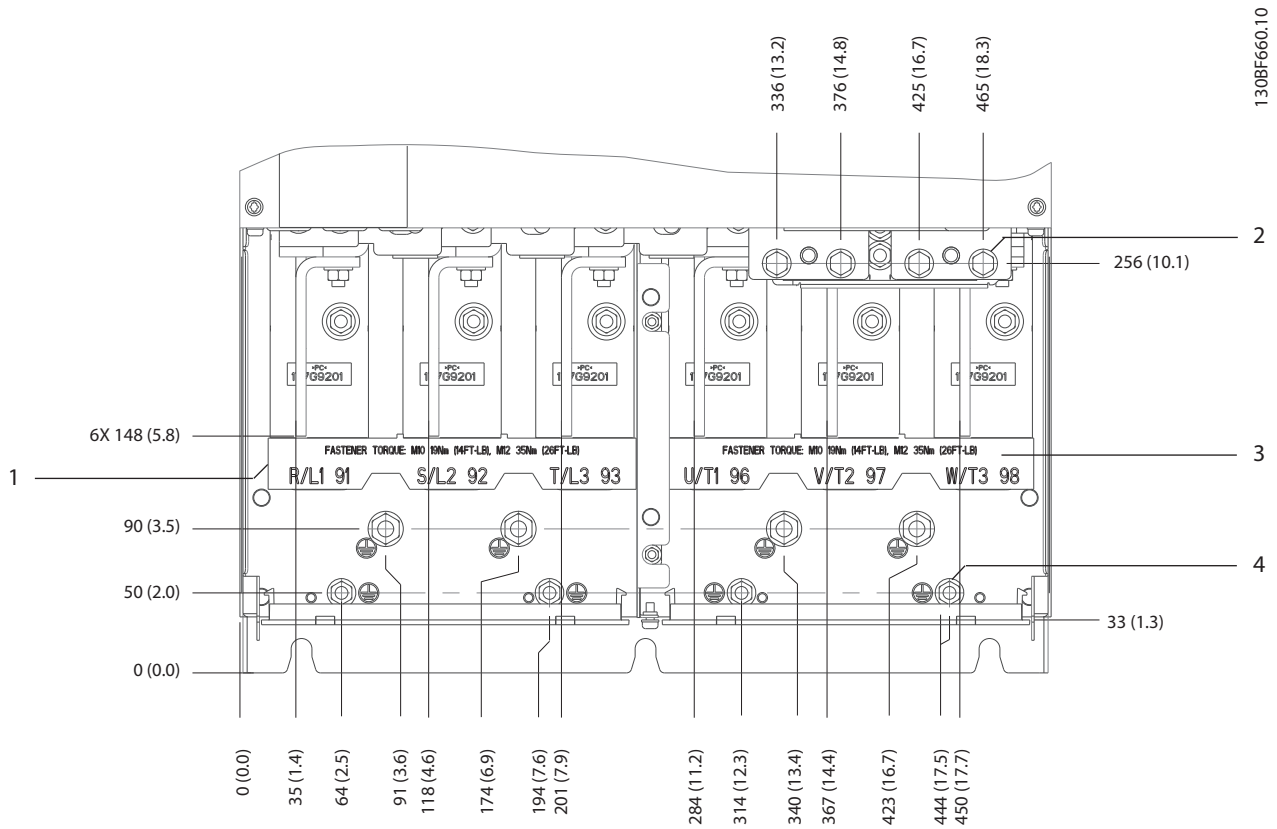 130BF660.10
336 (13.2)
376 (14.8)
425 (16.7)
465 (18.3)
2
256 (10.1)
»PC«
»PC«
»PC«
»PC«
»PC«
»PC«
7G9201
7G9201
7G9201
7G9201
7G9201
7G9201
6X 148 (5.8)
FASTENER TORQUE: M10 19Nm (14FT-LB), M12 35Nm (26FT-LB)
FASTENER TORQUE: M10 19Nm (14FT-LB), M12 35Nm (26FT-LB)
3
1
R/L1 91
S/L2 92
T/L3 93
U/T1 96
V/T2 97
W/T3 98
90 (3.5)
4
50 (2.0)
33 (1.3)
0 (0.0)
0 (0.0)
35 (1.4)
64 (2.5)
91 (3.6)
118 (4.6)
174 (6.9)
194 (7.6)
201 (7.9)
284 (11.2)
314 (12.3)
340 (13.4)
367 (14.4)
423 (16.7)
444 (17.5)
450 (17.7)